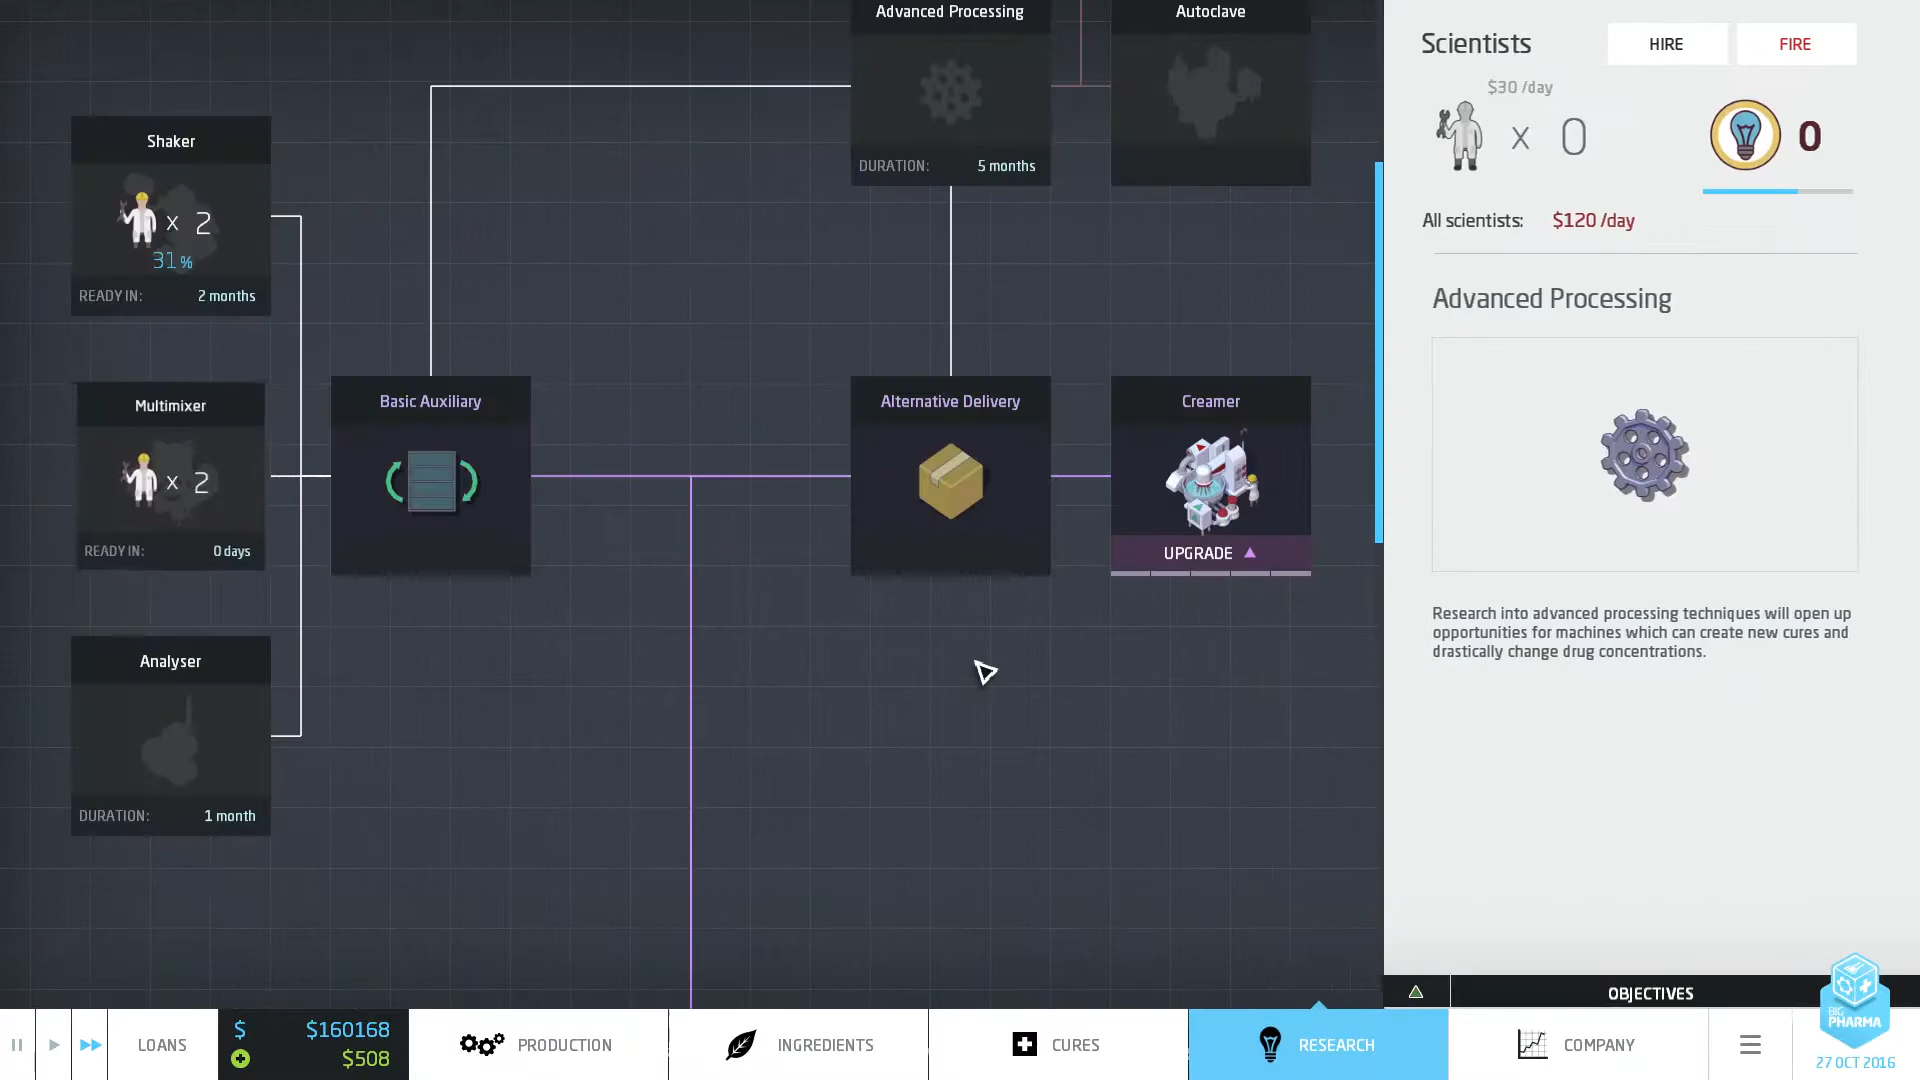 Advanced Processing
Autoclave
DURATION: 5 months
Shaker
x 2
31 %
READY IN: 2 months
Multimixer
x 2
READY IN: 0 days
Analyser
DURATION: 1 month
Basic Auxiliary
Alternative Delivery
Creamer
UPGRADE
Scientists
HIRE
FIRE
$30 /day
x 0
0
All scientists: $120 /day
Advanced Processing
Research into advanced processing techniques will open up
opportunities for machines which can create new cures and
drastically change drug concentrations.
OBJECTIVES
BIG
PHARMA
27 OCT 2016
LOANS
$ $160168
$508
PRODUCTION
INGREDIENTS
CURES
RESEARCH
COMPANY